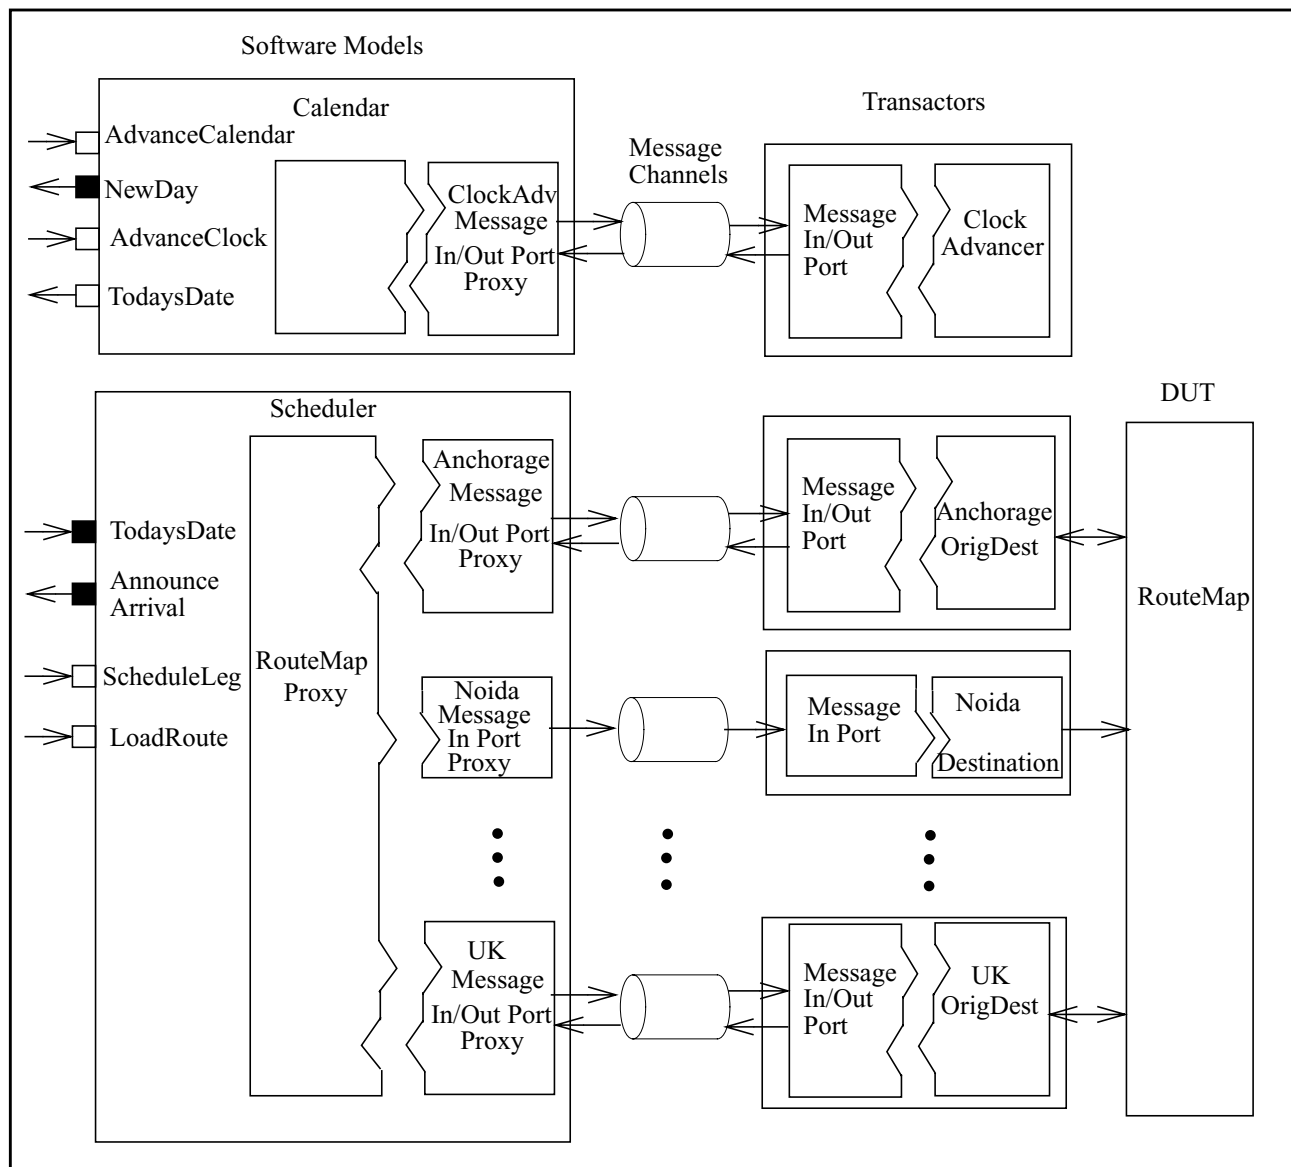 Software Models
Calendar
Transactors
AdvanceCalendar
NewDay
AdvanceClock
TodaysDate
ClockAdv
Message
In/Out Port
Proxy
Message
Channels
Message
In/Out
Port
Clock
Advancer
Scheduler
DUT
TodaysDate
Announce
Arrival
ScheduleLeg
LoadRoute
RouteMap
Proxy
Anchorage
Message
In/Out Port
Proxy
Message
In/Out
Port
Anchorage
OrigDest
RouteMap
Noida
Message
In Port
Proxy
Message
In Port
Noida
Destination
UK
Message
In/Out Port
Proxy
Message
In/Out
Port
UK
OrigDest